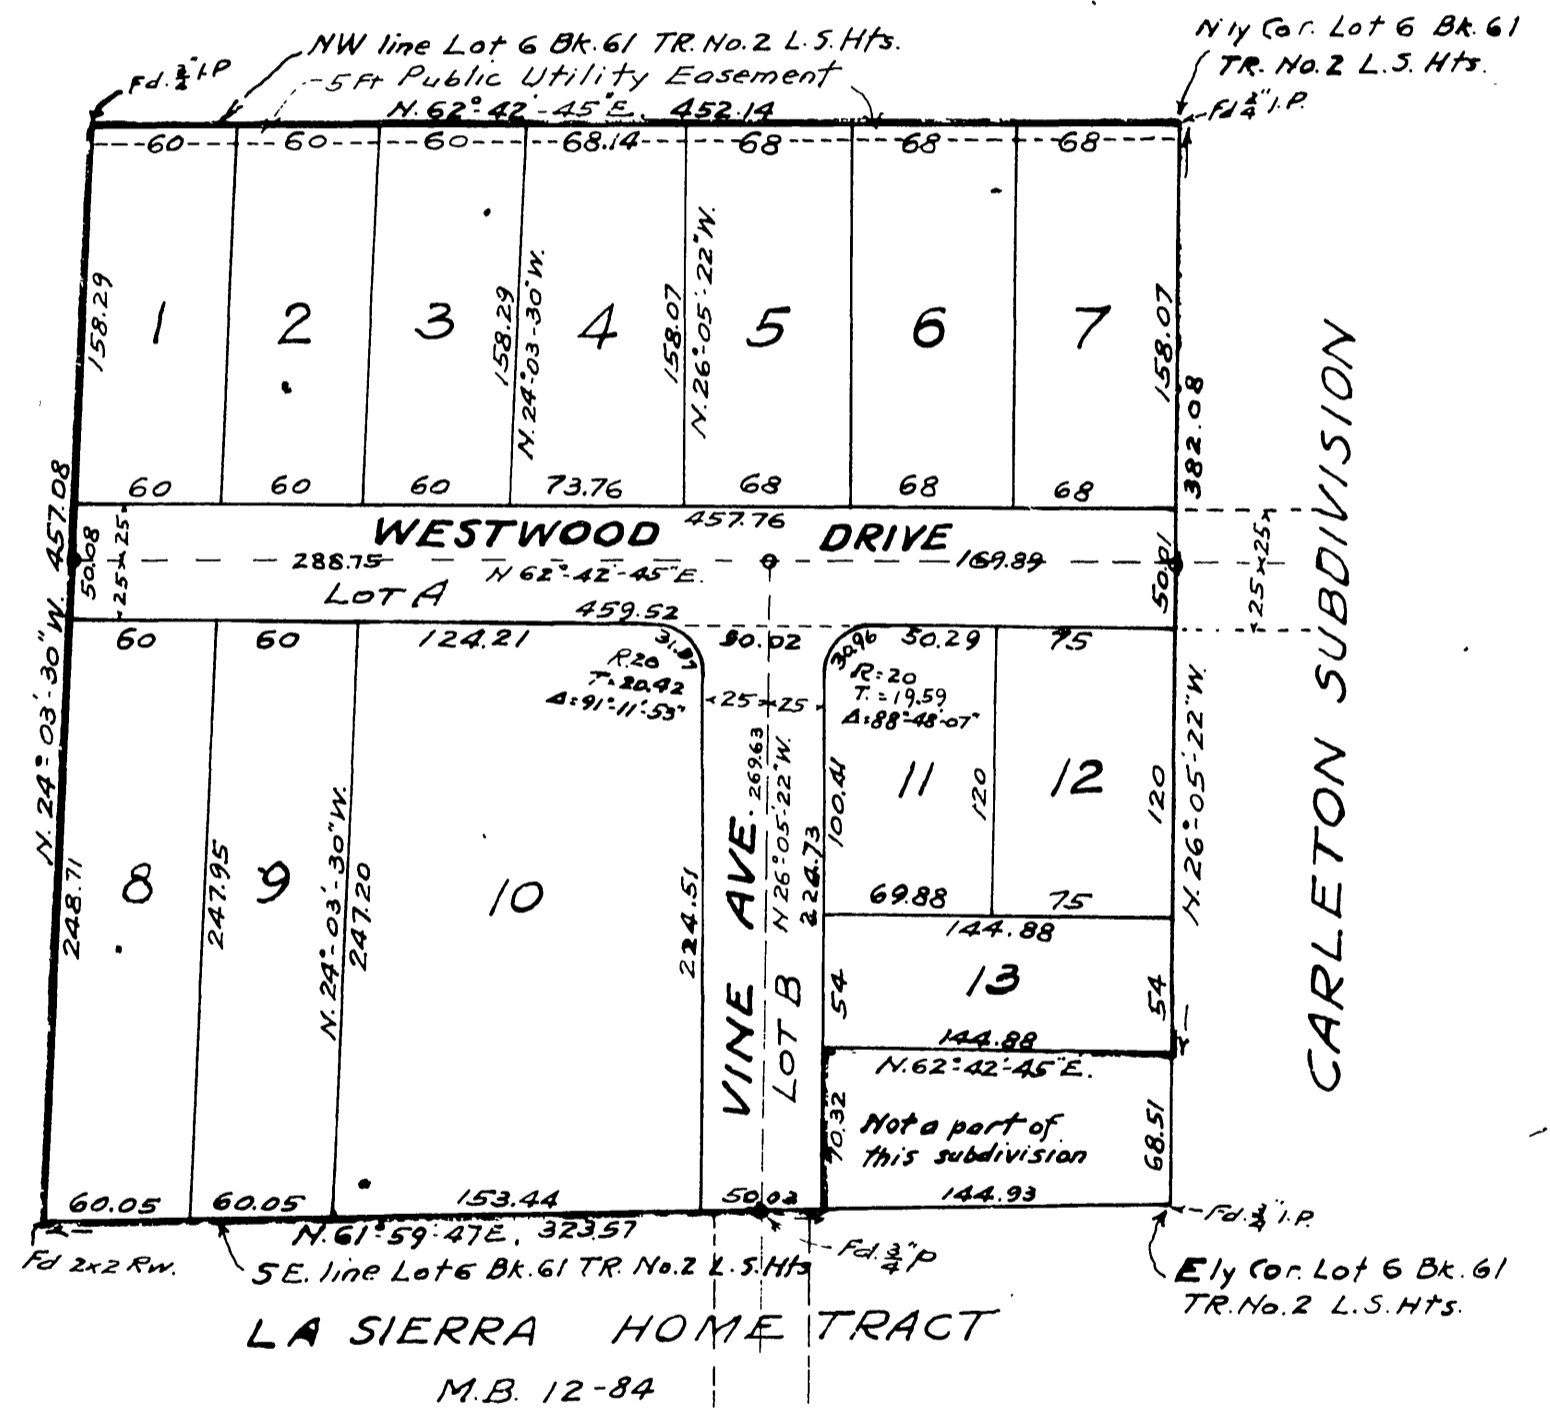 NW line Lot 6 Bk. 61 TR. No. 2 L.S. Hts.
N'ly Cor. Lot 6 Bk. 61
TR. No. 2 L.S. Hts.
Fd. 3/4" I.P
5 Ft Public Utility Easement
N. 62°-42'-45"E. 452.14
Fd 3/4" I.P.
60 60 60 68.14 68 68 68
158.29
1
2
3
158.29
N. 24°-03'-30"W.
4
158.07
N. 26°-05'-22"W.
5
6
7
158.07
382.08
60 60 60 73.76 68 68 68
WESTWOOD DRIVE
457.76
50.08
25 25
288.75
N 62°-42'-45"E.
169.89
50.01
25 25
LOT A
459.52
N. 24°-03'-30"W. 457.08
60 60 124.21
31.87
R. 20
T. = 20.42
Δ = 91°-11'-53"
50.02
25 25
30.96
50.29 75
R = 20
T. = 19.59
Δ = 88°-48'-07"
248.71
8
247.95
9
N. 24°-03'-30"W.
247.20
10
224.51
VINE AVE.
269.63
N 26°-05'-22"W.
LOT B
224.73
100.41
11
120
12
120
N. 26°-05'-22"W.
69.88 75
144.88
54
13
54
144.88
N. 62°-42'-45"E.
70.32
Not a part of
this subdivision
68.51
60.05 60.05 153.44 50.02 144.93
N. 61°59'47"E. 323.57
Fd. 3/4" I.P.
Fd 2x2 Rw.
SE. line Lot 6 Bk. 61 TR. No. 2 L.S. Hts
Fd. 3/4" P
E'ly Cor. Lot 6 Bk. 61
TR. No. 2 L.S. Hts.
LA SIERRA HOME TRACT
M.B. 12-84
CARLETON SUBDIVISION